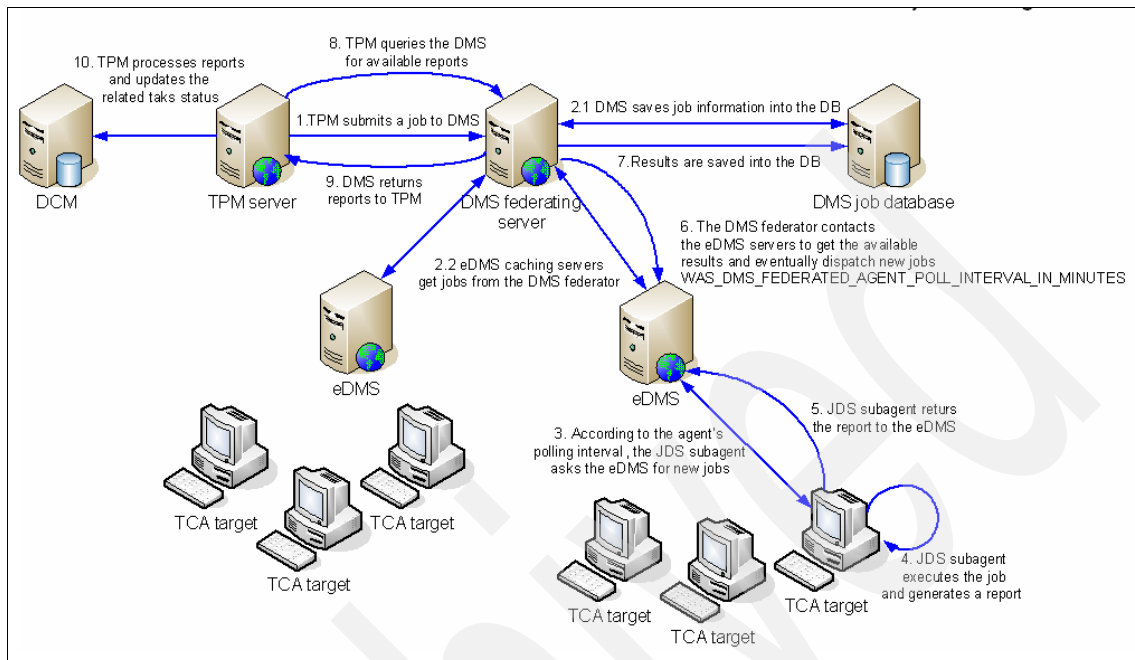 8. TPM queries the DMS
for available reports
10. TPM processes reports
and updates the
related taks status
1.TPM submits a job to DMS
2.1 DMS saves job information into the DB
7.Results are saved into the DB
9. DMS returns
reports to TPM
DCM
TPM server
DMS federating
server
DMS job database
6. The DMS federator contacts
the eDMS servers to get the available
results and eventually dispatch new jobs
WAS_DMS_FEDERATED_AGENT_POLL_INTERVAL_IN_MINUTES
2.2 eDMS caching servers
get jobs from the DMS federator
eDMS
eDMS
3. According to the agent's
polling interval, the JDS subagent
asks the eDMS for new jobs
5. JDS subagent returs
the report to the eDMS
TCA target
TCA target
TCA target
4. JDS subagent
executes the job
and generates a report
TCA target
TCA target
TCA target